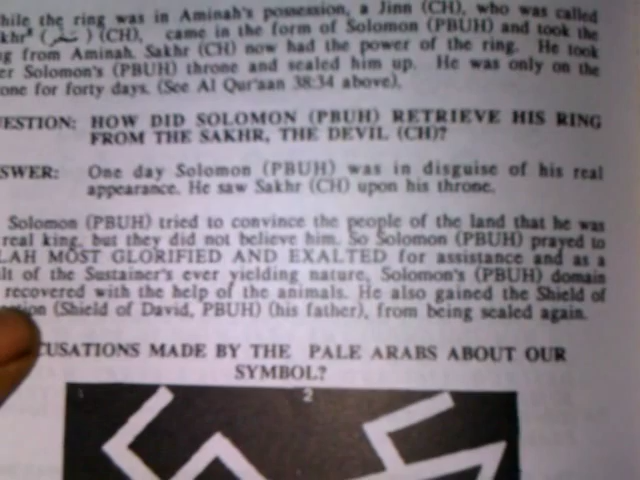 hile the ring was in Aminah's possession, a Jinn (CH), who was called
khr⁸ ( ) (CH), came in the form of Solomon (PBUH) and took the
ng from Aminah. Sakhr (CH) now had the power of the ring. He took
er Solomon's (PBUH) throne and sealed him up. He was only on the
one for forty days. (See Al Qur'aan 38:34 above).
ESTION: HOW DID SOLOMON (PBUH) RETRIEVE HIS RING
FROM THE SAKHR, THE DEVIL (CH)?
SWER: One day Solomon (PBUH) was in disguise of his real
appearance. He saw Sakhr (CH) upon his throne.
Solomon (PBUH) tried to convince the people of the land that he was
real king, but they did not believe him. So Solomon (PBUH) prayed to
LAH MOST GLORIFIED AND EXALTED for assistance and as a
lt of the Sustainer's ever yielding nature, Solomon's (PBUH) domain
recovered with the help of the animals. He also gained the Shield of
tion (Shield of David, PBUH) (his father), from being sealed again.
CUSATIONS MADE BY THE PALE ARABS ABOUT OUR
SYMBOL?
1 2